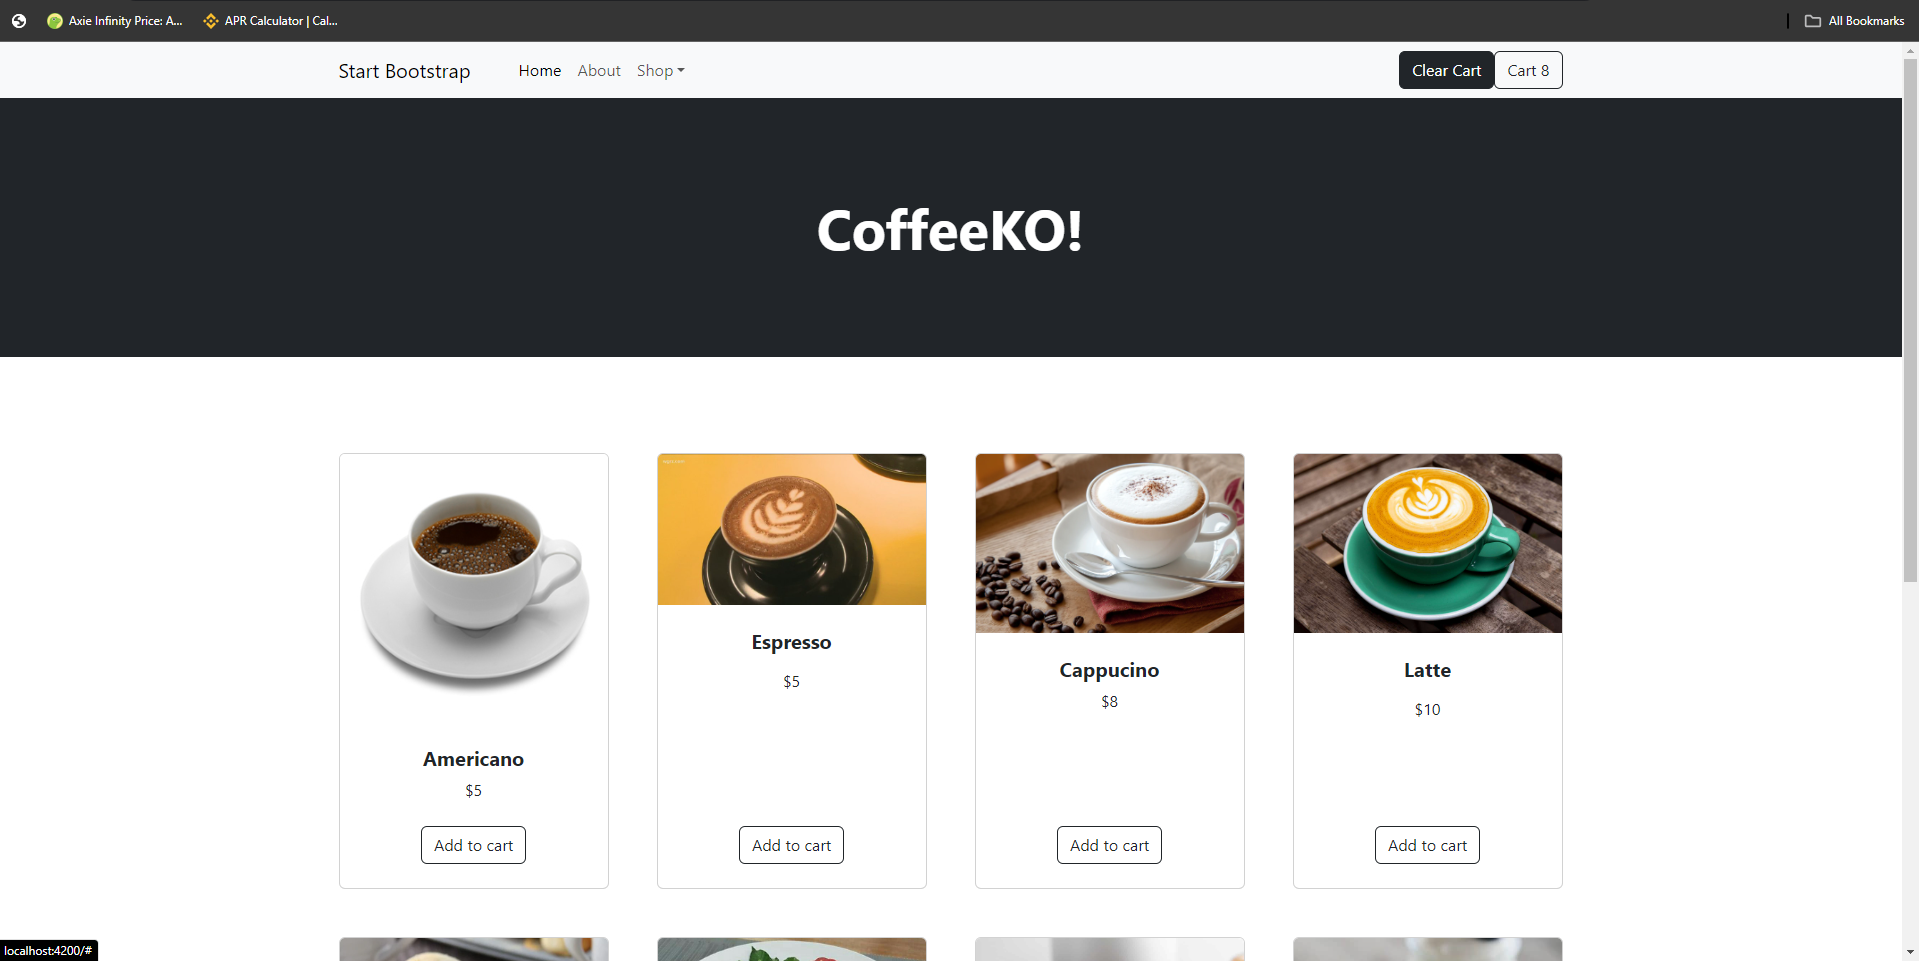 Axie Infinity Price: A...
APR Calculator | Cal...
All Bookmarks
Start Bootstrap
Home
About
Shop
Clear Cart
Cart 8
CoffeeKO!
Americano
$5
Add to cart
Espresso
$5
Add to cart
Cappucino
$8
Add to cart
Latte
$10
Add to cart
localhost:4200/#